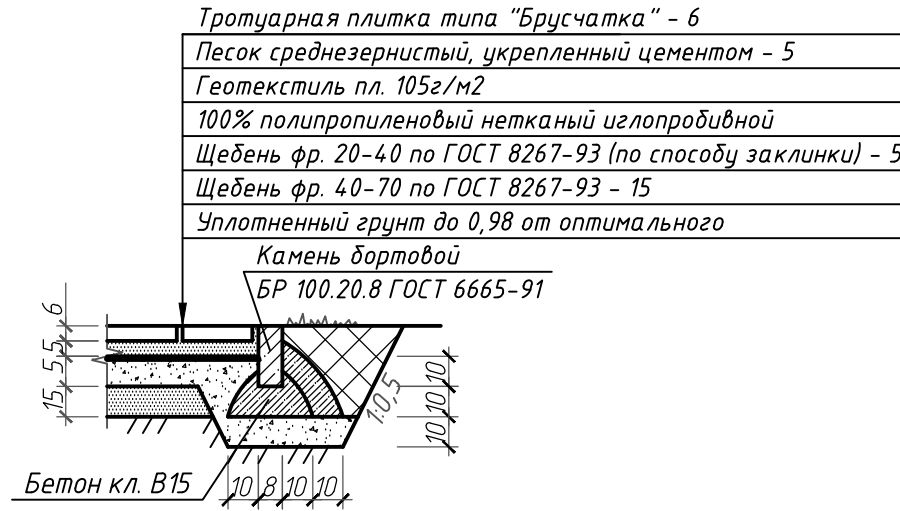 Тротуарная плитка типа "Брусчатка" - 6
Песок среднезернистый, укрепленный цементом - 5
Геотекстиль пл. 105г/м2
100% полипропиленовый нетканый иглопробивной
Щебень фр. 20-40 по ГОСТ 8267-93 (по способу заклинки) - 5
Щебень фр. 40-70 по ГОСТ 8267-93 - 15
Уплотненный грунт до 0,98 от оптимального
Камень бортовой
БР 100.20.8 ГОСТ 6665-91
6
5
5
15
10
10
10
1:0,5
Бетон кл. В15
10 8 10 10